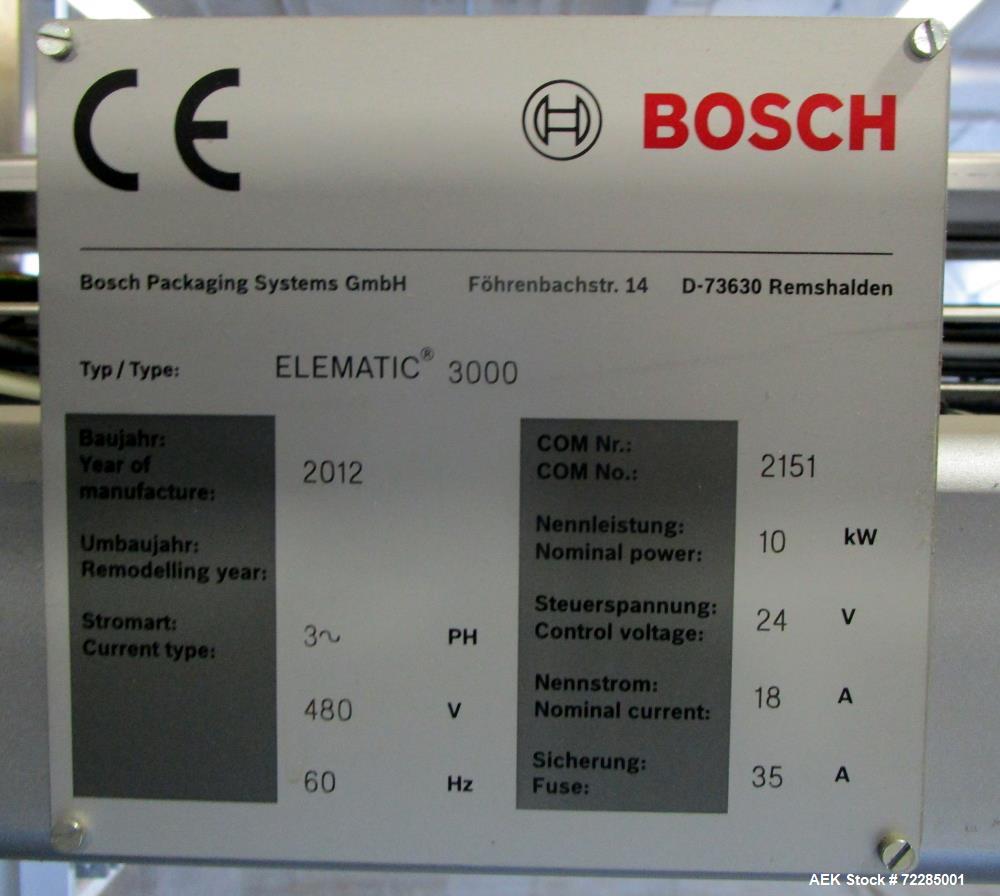 CE
BOSCH
Bosch Packaging Systems GmbH Föhrenbachstr. 14 D-73630 Remshalden
Typ / Type: ELEMATIC® 3000
Baujahr:
Year of
manufacture: 2012
Umbaujahr:
Remodelling year:
Stromart:
Current type: 3~ PH
480 V
60 Hz
COM Nr.:
COM No.: 2151
Nennleistung:
Nominal power: 10 kW
Steuerspannung:
Control voltage: 24 V
Nennstrom:
Nominal current: 18 A
Sicherung:
Fuse: 35 A
AEK Stock # 72285001